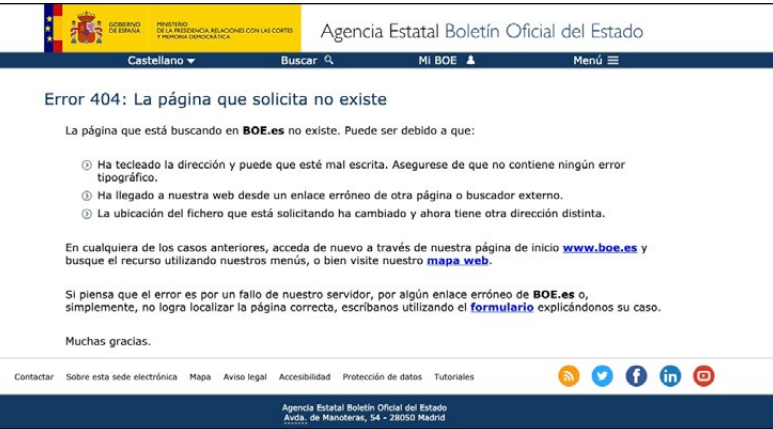 GOBIERNO
DE ESPAÑA
MINISTERIO
DE LA PRESIDENCIA, RELACIONES CON LAS CORTES
Y MEMORIA DEMOCRÁTICA
Agencia Estatal Boletín Oficial del Estado
Castellano Buscar Mi BOE Menú
Error 404: La página que solicita no existe
La página que está buscando en BOE.es no existe. Puede ser debido a que:
Ha tecleado la dirección y puede que esté mal escrita. Asegurese de que no contiene ningún error
tipográfico.
Ha llegado a nuestra web desde un enlace erróneo de otra página o buscador externo.
La ubicación del fichero que está solicitando ha cambiado y ahora tiene otra dirección distinta.
En cualquiera de los casos anteriores, acceda de nuevo a través de nuestra página de inicio www.boe.es y
busque el recurso utilizando nuestros menús, o bien visite nuestro mapa web.
Si piensa que el error es por un fallo de nuestro servidor, por algún enlace erróneo de BOE.es o,
simplemente, no logra localizar la página correcta, escríbanos utilizando el formulario explicándonos su caso.
Muchas gracias.
Contactar Sobre esta sede electrónica Mapa Aviso legal Accesibilidad Protección de datos Tutoriales
Agencia Estatal Boletín Oficial del Estado
Avda. de Manoteras, 54 - 28050 Madrid